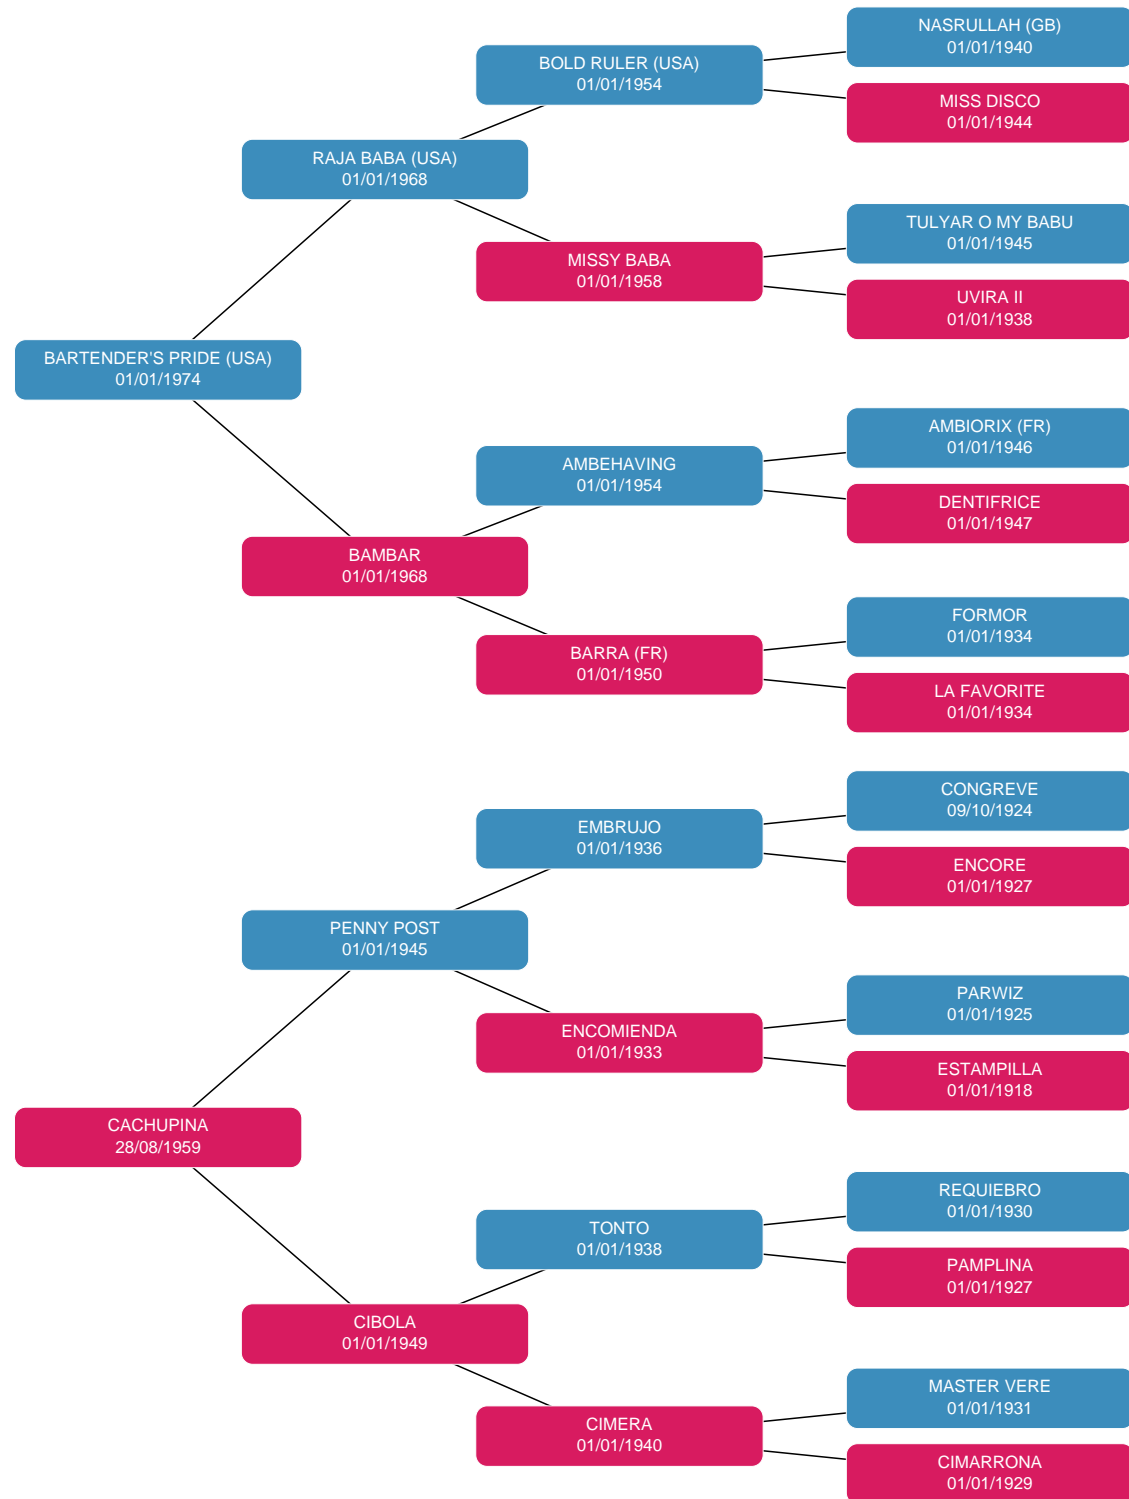 NASRULLAH (GB)
01/01/1940
BOLD RULER (USA)
01/01/1954
MISS DISCO
01/01/1944
RAJA BABA (USA)
01/01/1968
TULYAR O MY BABU
01/01/1945
MISSY BABA
01/01/1958
UVIRA II
01/01/1938
BARTENDER'S PRIDE (USA)
01/01/1974
AMBIORIX (FR)
01/01/1946
AMBEHAVING
01/01/1954
DENTIFRICE
01/01/1947
BAMBAR
01/01/1968
FORMOR
01/01/1934
BARRA (FR)
01/01/1950
LA FAVORITE
01/01/1934
CONGREVE
09/10/1924
EMBRUJO
01/01/1936
ENCORE
01/01/1927
PENNY POST
01/01/1945
PARWIZ
01/01/1925
ENCOMIENDA
01/01/1933
ESTAMPILLA
01/01/1918
CACHUPINA
28/08/1959
REQUIEBRO
01/01/1930
TONTO
01/01/1938
PAMPLINA
01/01/1927
CIBOLA
01/01/1949
MASTER VERE
01/01/1931
CIMERA
01/01/1940
CIMARRONA
01/01/1929